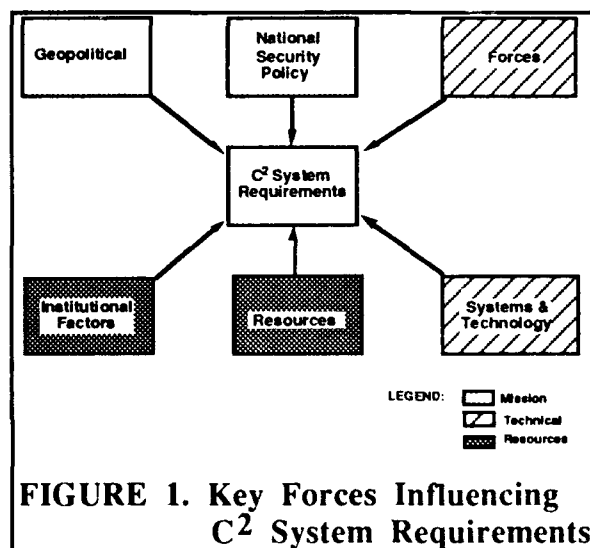 Geopolitical
National
Security
Policy
Forces
C² System
Requirements
Institutional
Factors
Resources
Systems &
Technology
LEGEND:
Mission
Technical
Resources
FIGURE 1. Key Forces Influencing
C² System Requirements